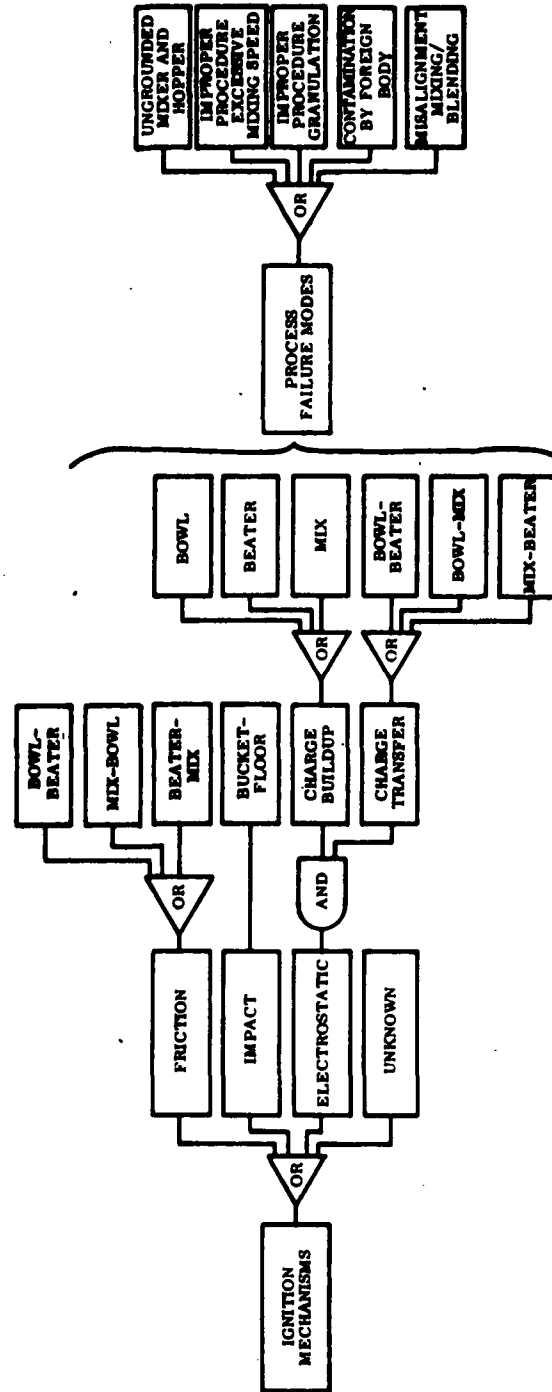 IGNITION
MECHANISMS
OR
FRICTION
IMPACT
ELECTROSTATIC
UNKNOWN
OR
AND
BOWL-
BEATER
MIX-BOWL
BEATER-
MIX
BUCKET-
FLOOR
CHARGE
BUILDUP
CHARGE
TRANSFER
OR
OR
BOWL
BEATER
MIX
BOWL-
BEATER
BOWL-MIX
MIX-BEATER
PROCESS
FAILURE MODES
OR
UNGROUNDED
MIXER AND
HOPPER
IMPROPER
PROCEDURE
EXCESSIVE
MIXING SPEED
IMPROPER
PROCEDURE
GRANULATION
CONTAMINATION
BY FOREIGN
BODY
MISALIGNMENT
MIXING/
BLENDING